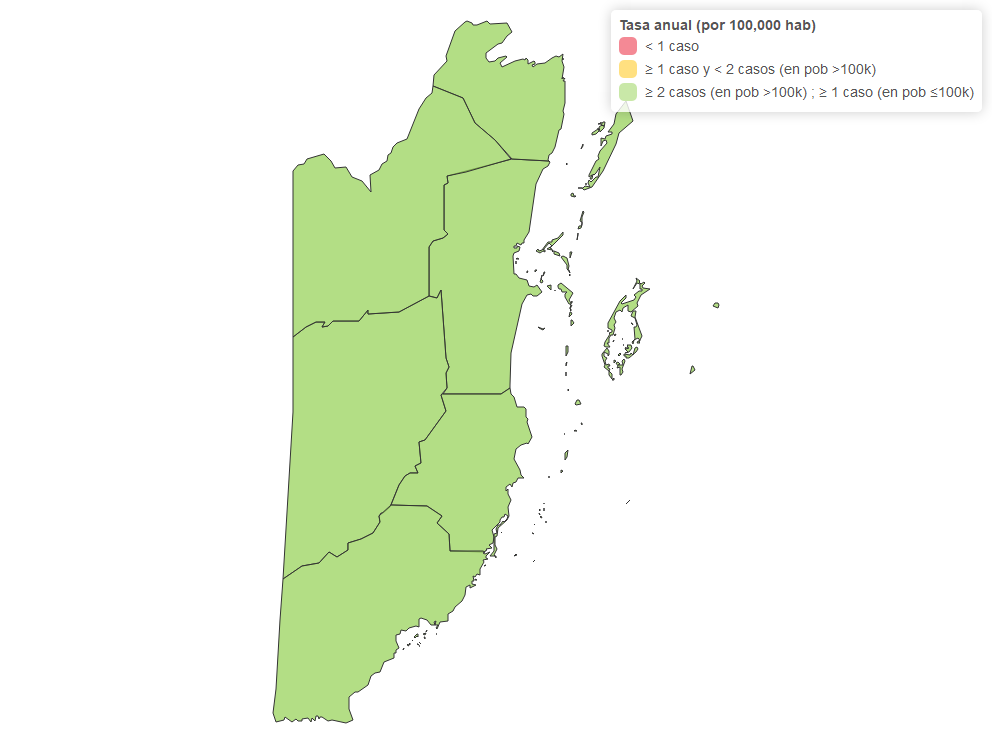 Tasa anual (por 100,000 hab)
< 1 caso
≥ 1 caso y < 2 casos (en pob >100k)
≥ 2 casos (en pob >100k) ; ≥ 1 caso (en pob ≤100k)